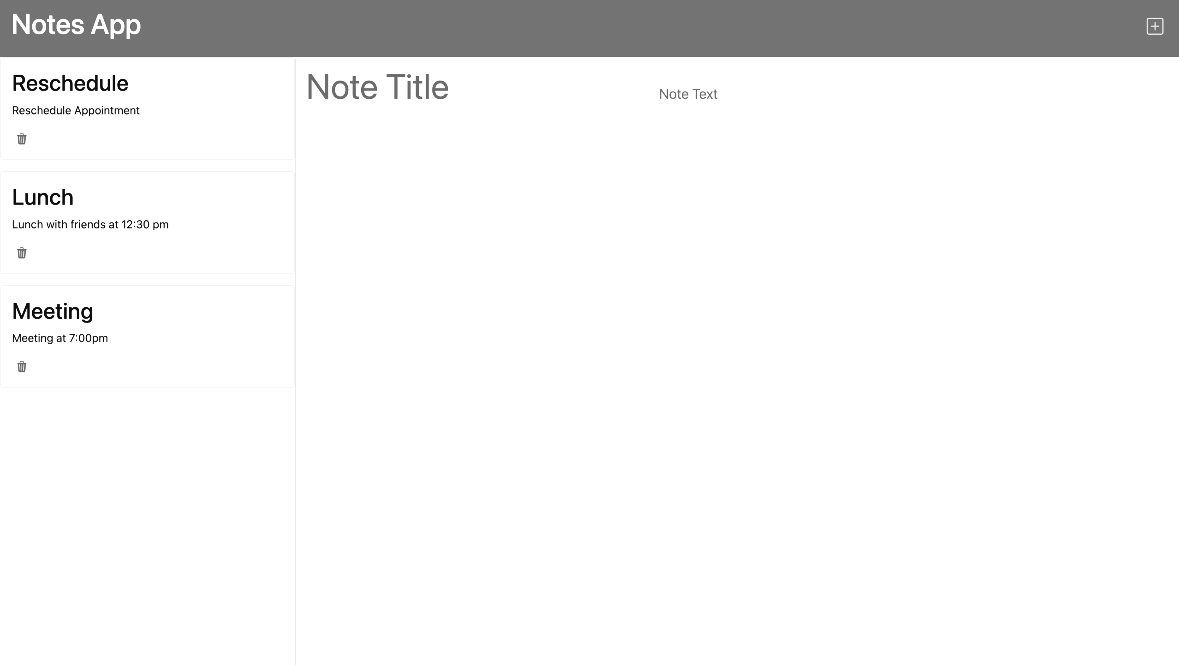 Notes App
Reschedule
Reschedule Appointment
Lunch
Lunch with friends at 12:30 pm
Meeting
Meeting at 7:00pm
Note Title
Note Text